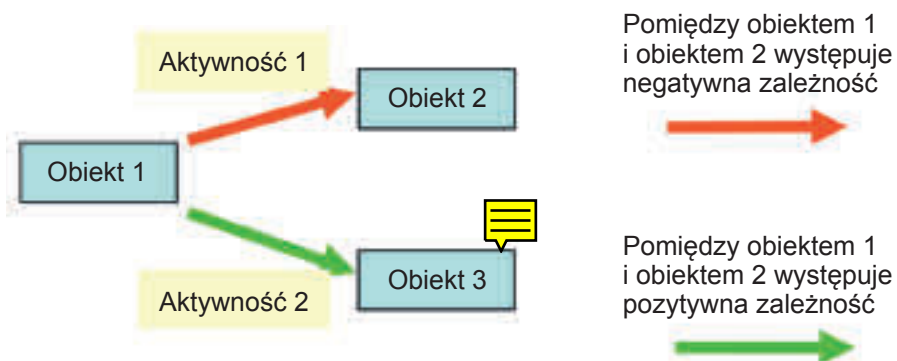 Aktywność 1
Obiekt 2
Obiekt 1
Obiekt 3
Aktywność 2
Pomiędzy obiektem 1
i obiektem 2 występuje
negatywna zależność
Pomiędzy obiektem 1
i obiektem 2 występuje
pozytywna zależność